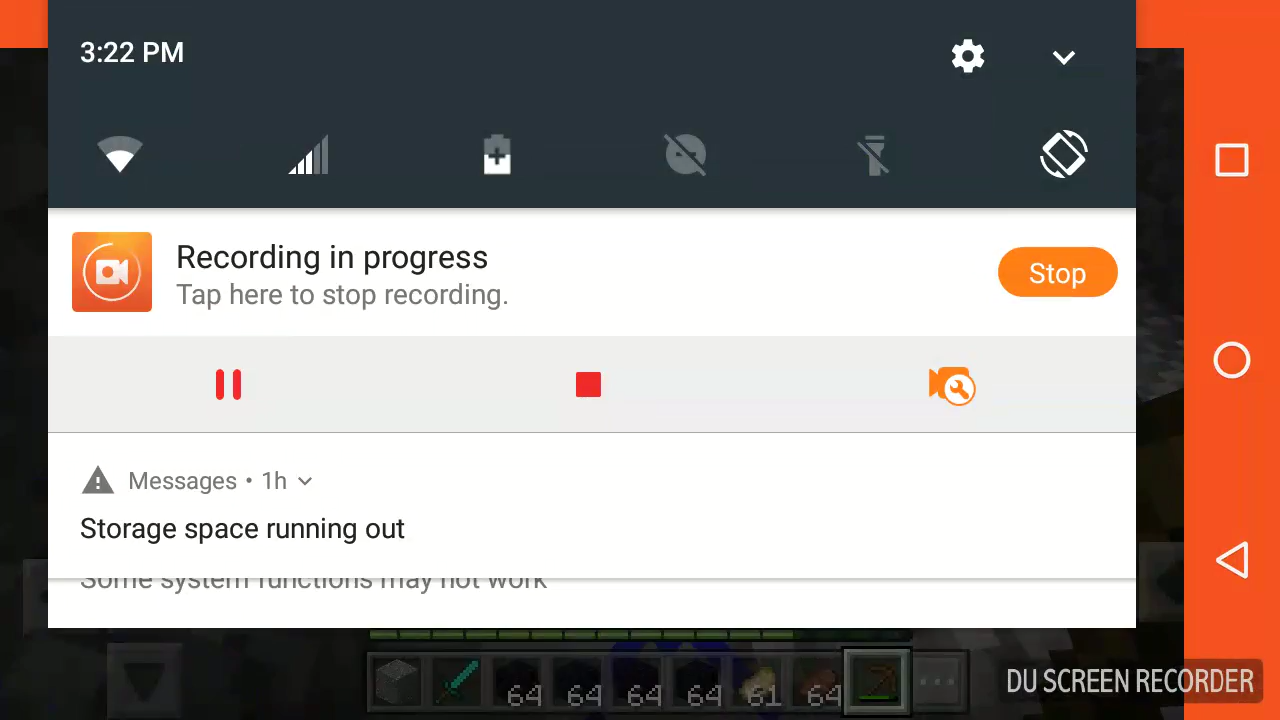 3:22 PM
Recording in progress
Tap here to stop recording.
Stop
Messages • 1h
Storage space running out
Some system functions may not work
64 64 64 64 61 64
DU SCREEN RECORDER